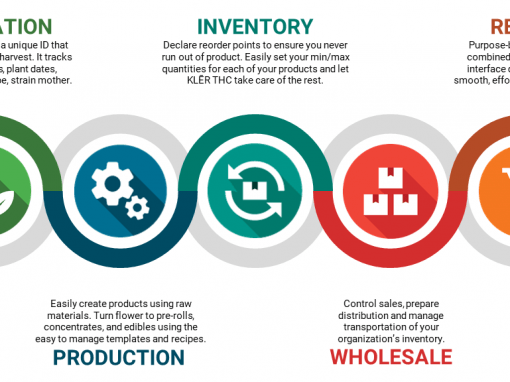 ATION
a unique ID that
harvest. It tracks
s, plant dates,
pe, strain mother.
INVENTORY
Declare reorder points to ensure you never
run out of product. Easily set your min/max
quantities for each of your products and let
KLĒR THC take care of the rest.
RE
Purpose-b
combined
interface c
smooth, effo
Easily create products using raw
materials. Turn flower to pre-rolls,
concentrates, and edibles using the
easy to manage templates and recipes.
PRODUCTION
Control sales, prepare
distribution and manage
transportation of your
organization's inventory.
WHOLESALE